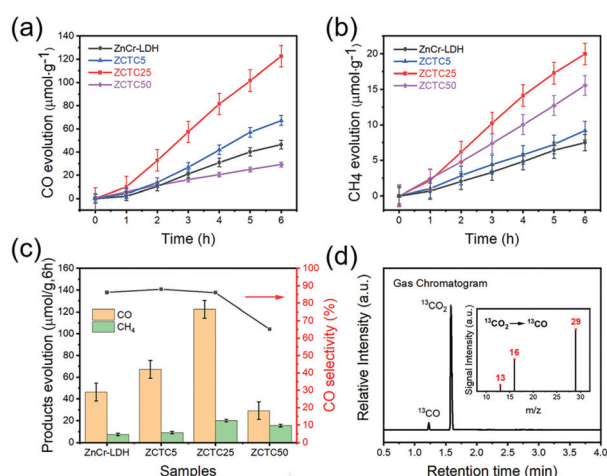 (a)
CO evolution (μmol·g⁻¹)
140
120
100
80
60
40
20
0
ZnCr-LDH
ZCTC5
ZCTC25
ZCTC50
0 1 2 3 4 5 6
Time (h)
(b)
CH4 evolution (μmol·g⁻¹)
20
15
10
5
0
ZnCr-LDH
ZCTC5
ZCTC25
ZCTC50
0 1 2 3 4 5 6
Time (h)
(c)
Products evolution (μmol/g,6h)
160
140
120
100
80
60
40
20
0
CO
CH₄
100
90
80
70
60
50
40
30
20
10
0
CO selectivity (%)
ZnCr-LDH ZCTC5 ZCTC25 ZCTC50
Samples
(d)
Relative Intensity (a.u.)
Gas Chromatogram
¹³CO₂
¹³CO
Signal Intensity (a.u.)
¹³CO₂→¹³CO
29
16
13
10 15 20 25 30
m/z
0.5 1.0 1.5 2.0 2.5 3.0 3.5 4.0
Retention time (min)